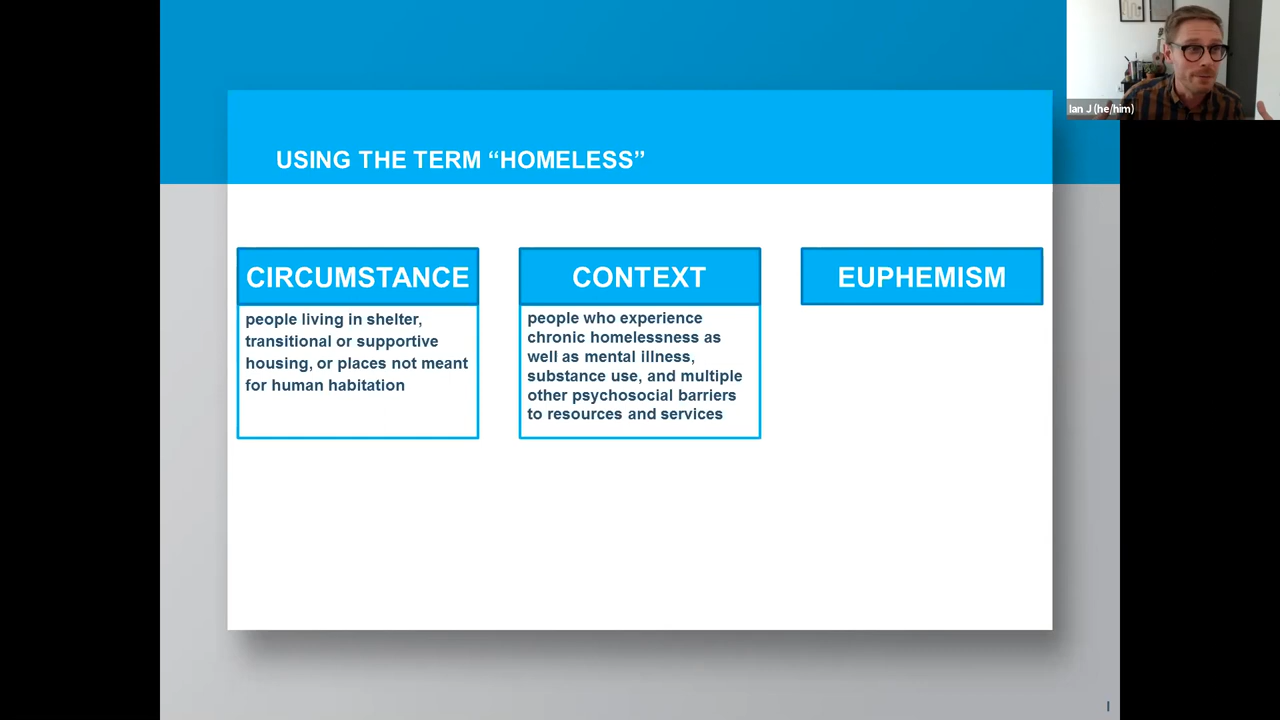 Ian J (he/him)
USING THE TERM “HOMELESS”
CIRCUMSTANCE
people living in shelter,
transitional or supportive
housing, or places not meant
for human habitation
CONTEXT
people who experience
chronic homelessness as
well as mental illness,
substance use, and multiple
other psychosocial barriers
to resources and services
EUPHEMISM